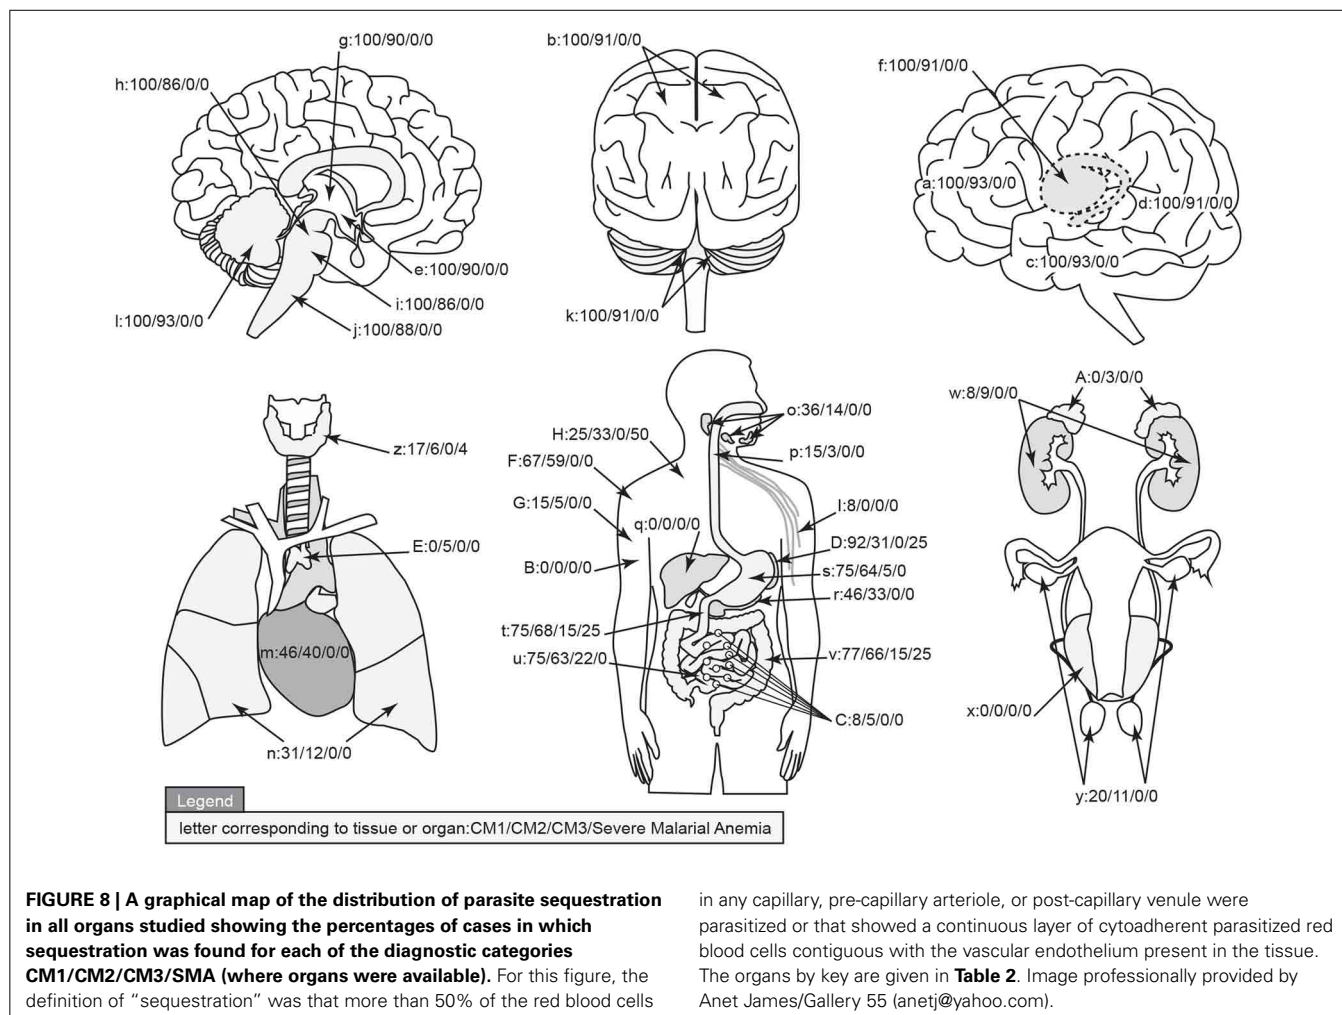 g:100/90/0/0
b:100/91/0/0
h:100/86/0/0
f:100/91/0/0
a:100/93/0/0
d:100/91/0/0
c:100/93/0/0
e:100/90/0/0
i:100/86/0/0
l:100/93/0/0
j:100/88/0/0
k:100/91/0/0
A:0/3/0/0
w:8/9/0/0
o:36/14/0/0
H:25/33/0/50
z:17/6/0/4
p:15/3/0/0
F:67/59/0/0
G:15/5/0/0
I:8/0/0/0
q:0/0/0/0
E:0/5/0/0
D:92/31/0/25
B:0/0/0/0
s:75/64/5/0
r:46/33/0/0
t:75/68/15/25
m:46/40/0/0
u:75/63/22/0
v:77/66/15/25
x:0/0/0/0
C:8/5/0/0
n:31/12/0/0
y:20/11/0/0
Legend
letter corresponding to tissue or organ:CM1/CM2/CM3/Severe Malarial Anemia
FIGURE 8 | A graphical map of the distribution of parasite sequestration
in all organs studied showing the percentages of cases in which
sequestration was found for each of the diagnostic categories
CM1/CM2/CM3/SMA (where organs were available). For this figure, the
definition of “sequestration” was that more than 50% of the red blood cells
in any capillary, pre-capillary arteriole, or post-capillary venule were
parasitized or that showed a continuous layer of cytoadherent parasitized red
blood cells contiguous with the vascular endothelium present in the tissue.
The organs by key are given in Table 2. Image professionally provided by
Anet James/Gallery 55 (anetj@yahoo.com).